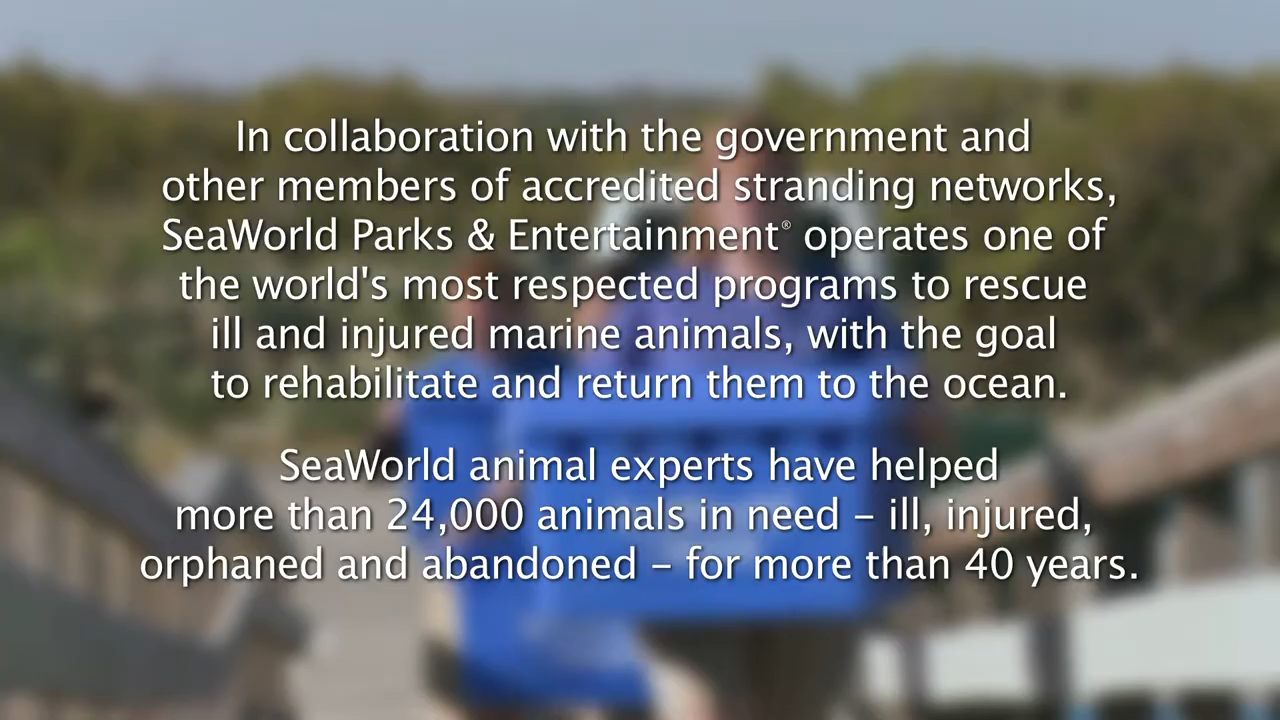 In collaboration with the government and
other members of accredited stranding networks,
SeaWorld Parks & Entertainment® operates one of
the world's most respected programs to rescue
ill and injured marine animals, with the goal
to rehabilitate and return them to the ocean.
SeaWorld animal experts have helped
more than 24,000 animals in need – ill, injured,
orphaned and abandoned – for more than 40 years.